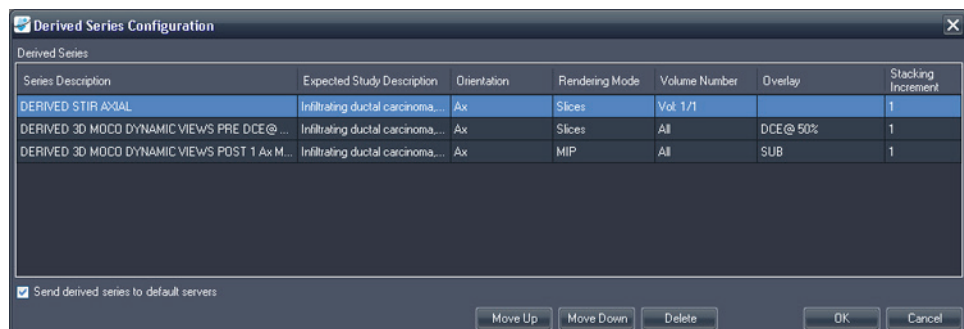 Derived Series Configuration
Derived Series
Series Description Expected Study Description Orientation Rendering Mode Volume Number Overlay Stacking Increment
DERIVED STIR AXIAL Infiltrating ductal carcinoma,... Ax Slices Vol: 1/1 1
DERIVED 3D MOCO DYNAMIC VIEWS PRE DCE@ ... Infiltrating ductal carcinoma,... Ax Slices All DCE@ 50% 1
DERIVED 3D MOCO DYNAMIC VIEWS POST 1 Ax M... Infiltrating ductal carcinoma,... Ax MIP All SUB 1
Send derived series to default servers
Move Up Move Down Delete OK Cancel